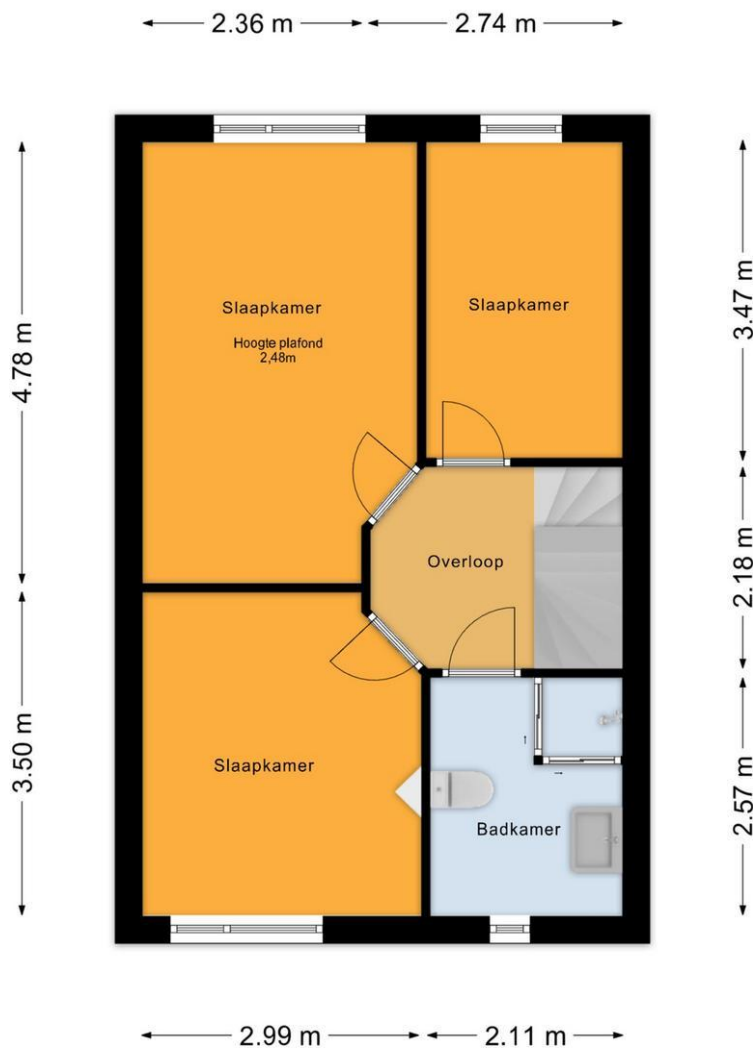 2.36 m
2.74 m
4.78 m
3.47 m
Slaapkamer
Hoogte plafond
2,48m
Slaapkamer
Overloop
2.18 m
3.50 m
Slaapkamer
Badkamer
2.57 m
2.99 m
2.11 m